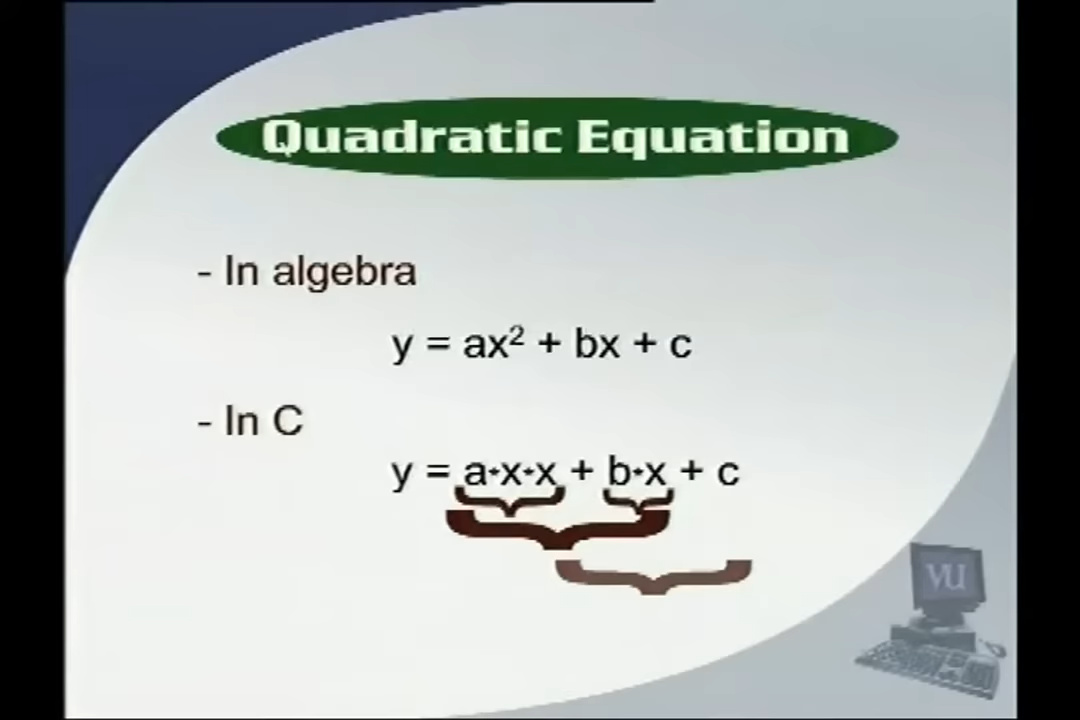 Quadratic Equation
- In algebra
y = ax² + bx + c
- In C
y = a*x*x + b*x + c
VU